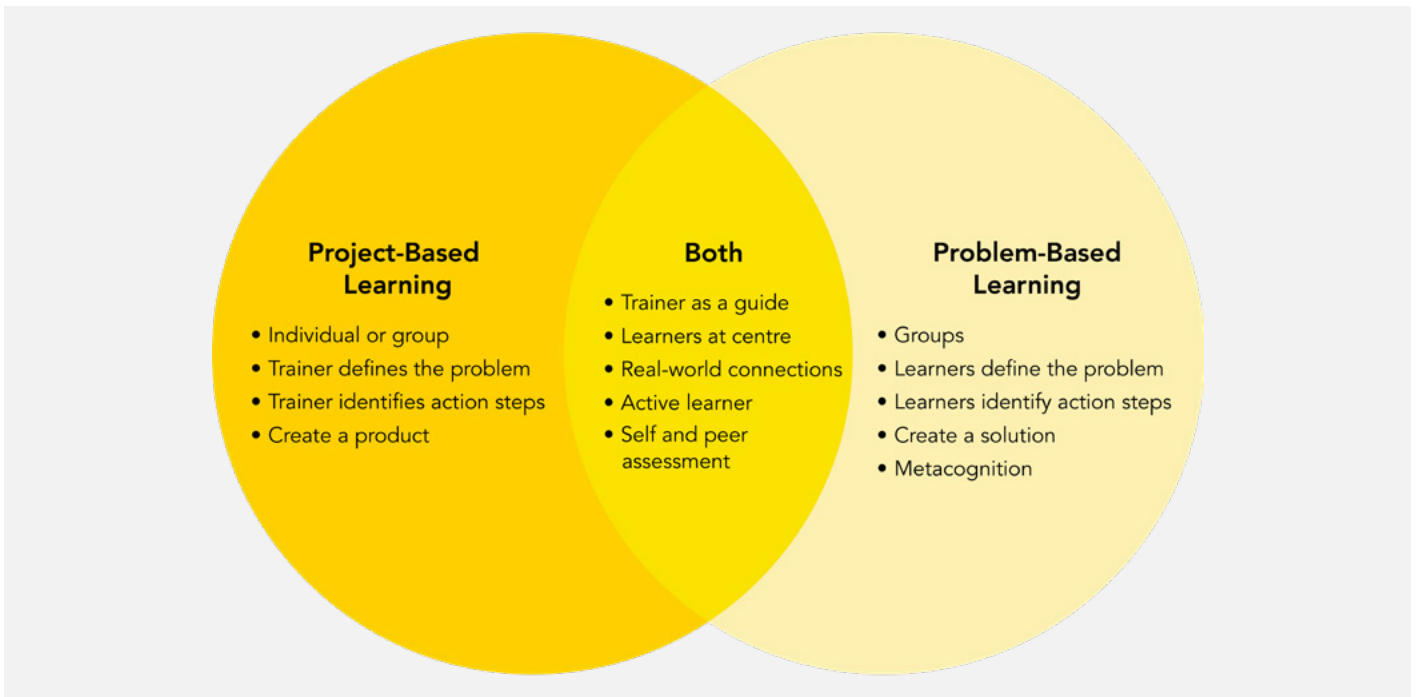 Project-Based
Learning
• Individual or group
• Trainer defines the problem
• Trainer identifies action steps
• Create a product
Both
• Trainer as a guide
• Learners at centre
• Real-world connections
• Active learner
• Self and peer
assessment
Problem-Based
Learning
• Groups
• Learners define the problem
• Learners identify action steps
• Create a solution
• Metacognition